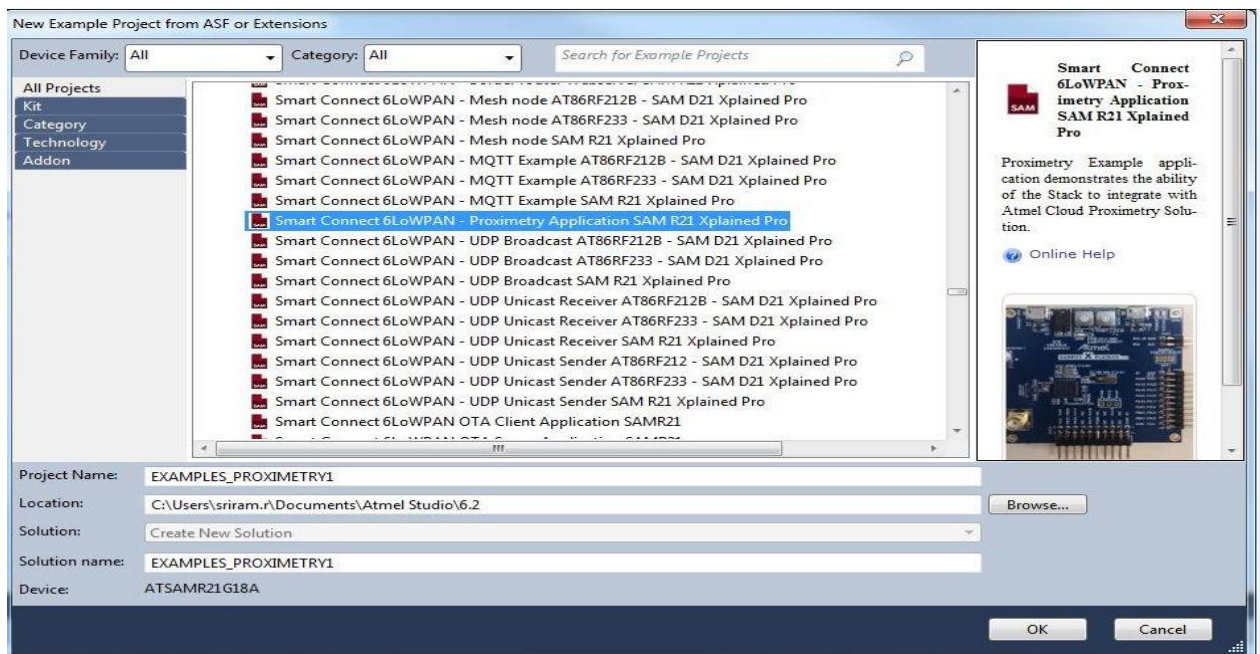 New Example Project from ASF or Extensions
Device Family: All
Category: All
Search for Example Projects
All Projects
Kit
Category
Technology
Addon
Smart Connect 6LoWPAN - Mesh node AT86RF212B - SAM D21 Xplained Pro
Smart Connect 6LoWPAN - Mesh node AT86RF233 - SAM D21 Xplained Pro
Smart Connect 6LoWPAN - Mesh node SAM R21 Xplained Pro
Smart Connect 6LoWPAN - MQTT Example AT86RF212B - SAM D21 Xplained Pro
Smart Connect 6LoWPAN - MQTT Example AT86RF233 - SAM D21 Xplained Pro
Smart Connect 6LoWPAN - MQTT Example SAM R21 Xplained Pro
Smart Connect 6LoWPAN - Proximetry Application SAM R21 Xplained Pro
Smart Connect 6LoWPAN - UDP Broadcast AT86RF212B - SAM D21 Xplained Pro
Smart Connect 6LoWPAN - UDP Broadcast AT86RF233 - SAM D21 Xplained Pro
Smart Connect 6LoWPAN - UDP Broadcast SAM R21 Xplained Pro
Smart Connect 6LoWPAN - UDP Unicast Receiver AT86RF212B - SAM D21 Xplained Pro
Smart Connect 6LoWPAN - UDP Unicast Receiver AT86RF233 - SAM D21 Xplained Pro
Smart Connect 6LoWPAN - UDP Unicast Receiver SAM R21 Xplained Pro
Smart Connect 6LoWPAN - UDP Unicast Sender AT86RF212 - SAM D21 Xplained Pro
Smart Connect 6LoWPAN - UDP Unicast Sender AT86RF233 - SAM D21 Xplained Pro
Smart Connect 6LoWPAN - UDP Unicast Sender SAM R21 Xplained Pro
Smart Connect 6LoWPAN OTA Client Application SAMR21
SAM
Smart Connect
6LoWPAN - Prox-
imetry Application
SAM R21 Xplained
Pro
Proximetry Example appli-
cation demonstrates the ability
of the Stack to integrate with
Atmel Cloud Proximetry Solu-
tion.
Online Help
Atmel
Project Name: EXAMPLES_PROXIMETRY1
Location: C:\Users\sriram.r\Documents\Atmel Studio\6.2
Browse...
Solution: Create New Solution
Solution name: EXAMPLES_PROXIMETRY1
Device: ATSAMR21G18A
OK
Cancel